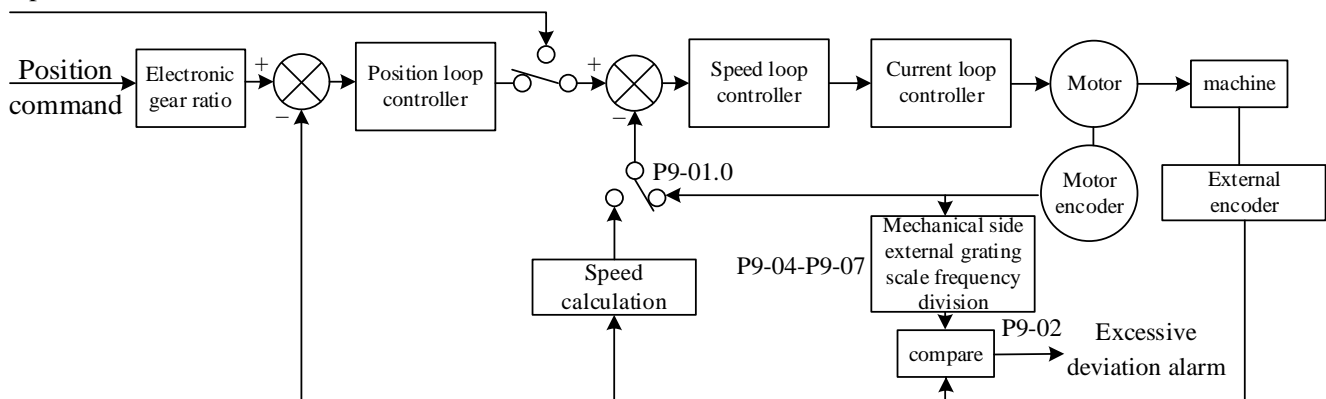 Position
command
Electronic
gear ratio
+
−
Position loop
controller
+
−
Speed loop
controller
Current loop
controller
Motor
machine
P9-01.0
Motor
encoder
External
encoder
Speed
calculation
P9-04-P9-07
Mechanical side
external grating
scale frequency
division
compare
P9-02
Excessive
deviation alarm